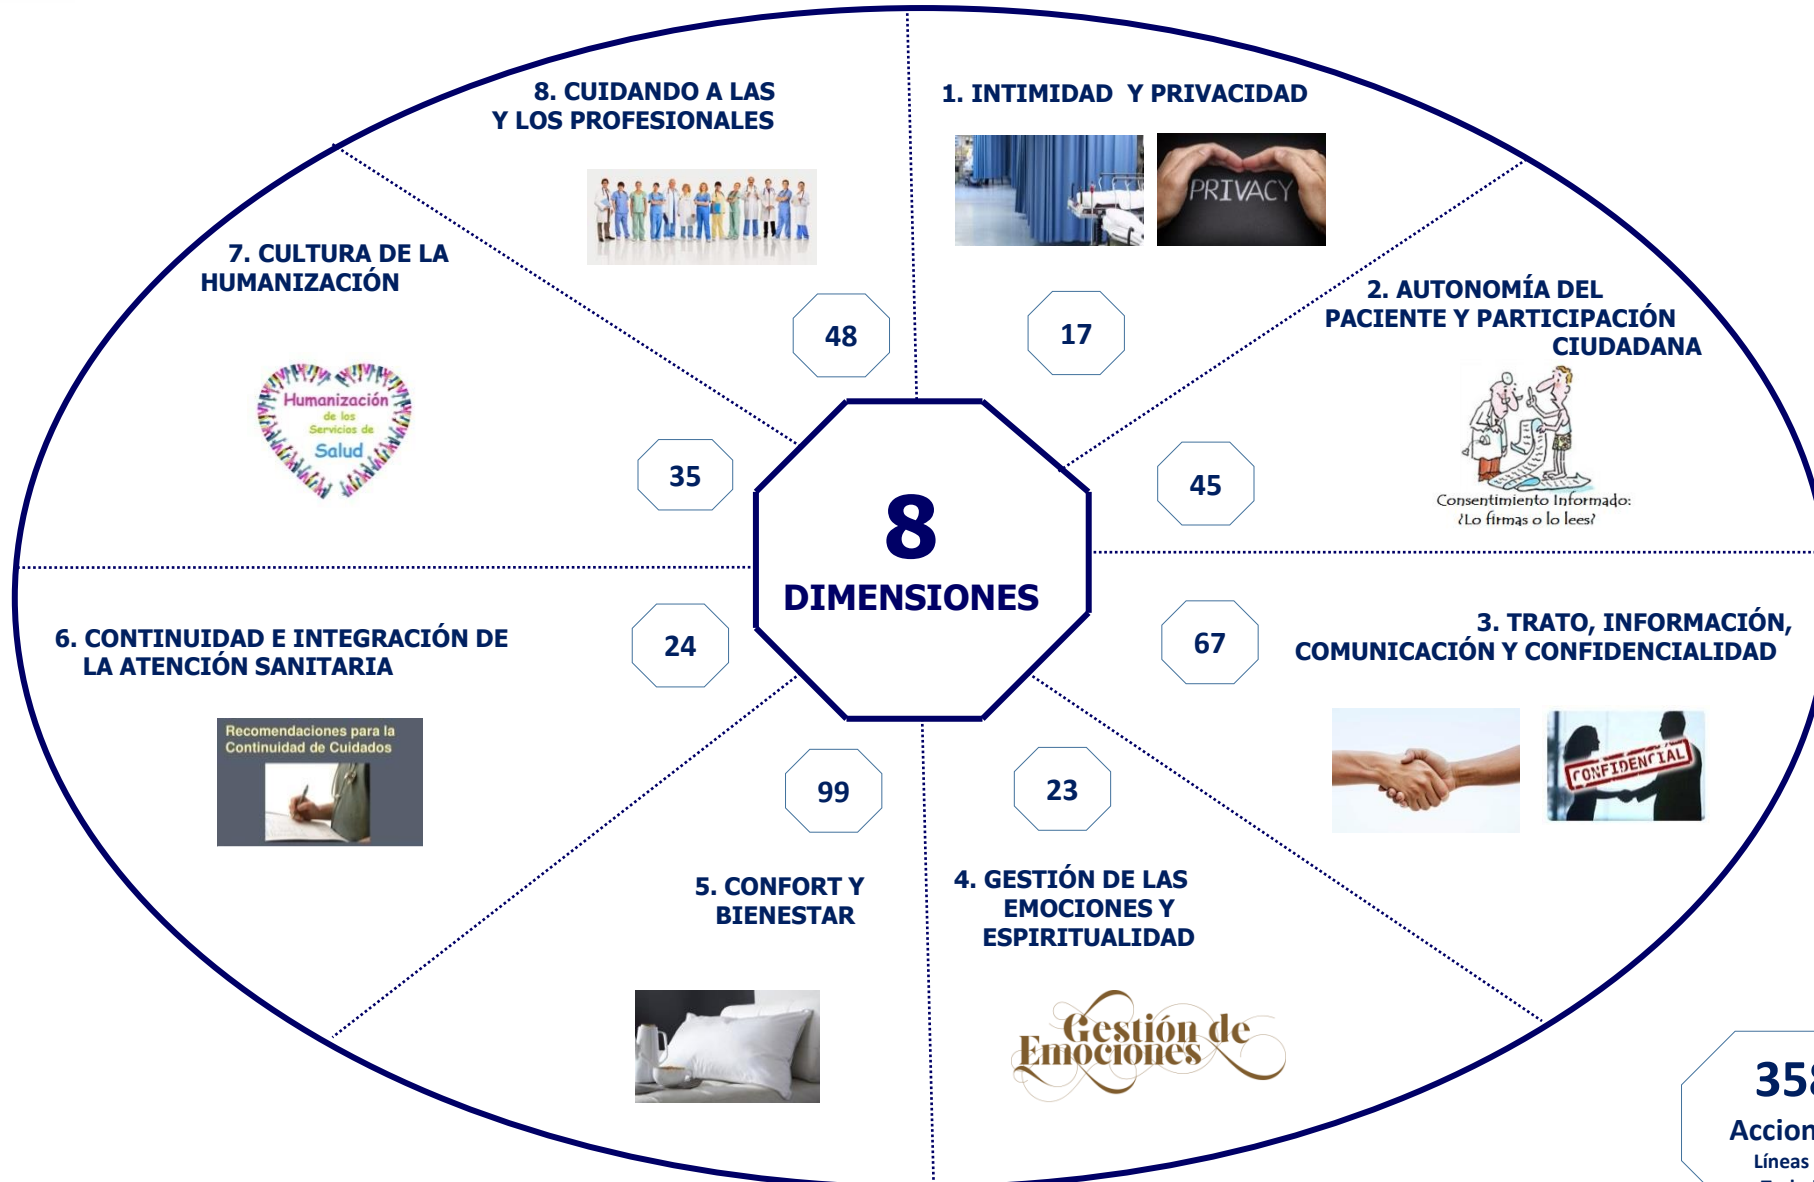 8. CUIDANDO A LAS
Y LOS PROFESIONALES
48
1. INTIMIDAD Y PRIVACIDAD
PRIVACY
17
2. AUTONOMÍA DEL
PACIENTE Y PARTICIPACIÓN
CIUDADANA
Consentimiento Informado:
¿Lo firmas o lo lees?
45
3. TRATO, INFORMACIÓN,
COMUNICACIÓN Y CONFIDENCIALIDAD
CONFIDENCIAL
67
4. GESTIÓN DE LAS
EMOCIONES Y
ESPIRITUALIDAD
Gestión de
Emociones
23
5. CONFORT Y
BIENESTAR
99
6. CONTINUIDAD E INTEGRACIÓN DE
LA ATENCIÓN SANITARIA
Recomendaciones para la
Continuidad de Cuidados
24
7. CULTURA DE LA
HUMANIZACIÓN
Humanización
de los
Servicios de
Salud
35
8
DIMENSIONES
358
Accion
Líneas